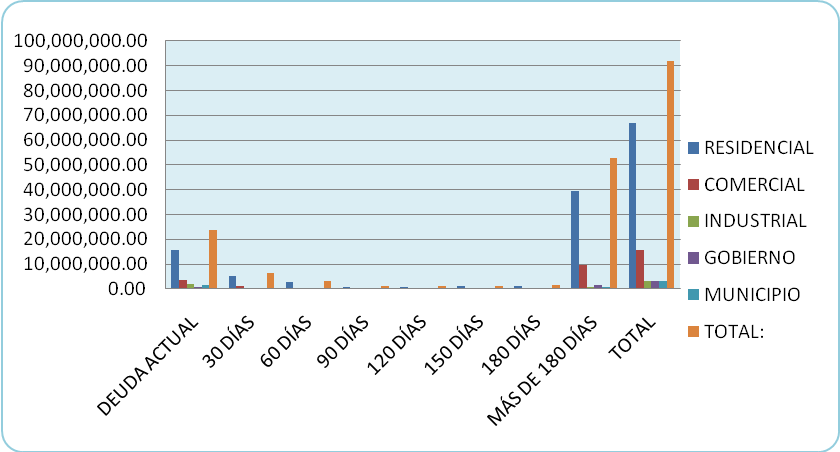 100,000,000.00
90,000,000.00
80,000,000.00
70,000,000.00
60,000,000.00
50,000,000.00
40,000,000.00
30,000,000.00
20,000,000.00
10,000,000.00
0.00
DEUDA ACTUAL
30 DÍAS
60 DÍAS
90 DÍAS
120 DÍAS
150 DÍAS
180 DÍAS
MÁS DE 180 DÍAS
TOTAL
RESIDENCIAL
COMERCIAL
INDUSTRIAL
GOBIERNO
MUNICIPIO
TOTAL: